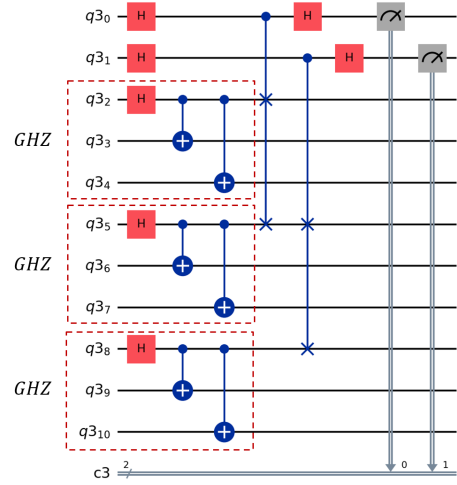 q3₀ H H
q3₁ H H
q3₂ H
GHZ q3₃
q3₄
q3₅ H
GHZ q3₆
q3₇
q3₈ H
GHZ q3₉
q3₁₀
c3 2 0 1